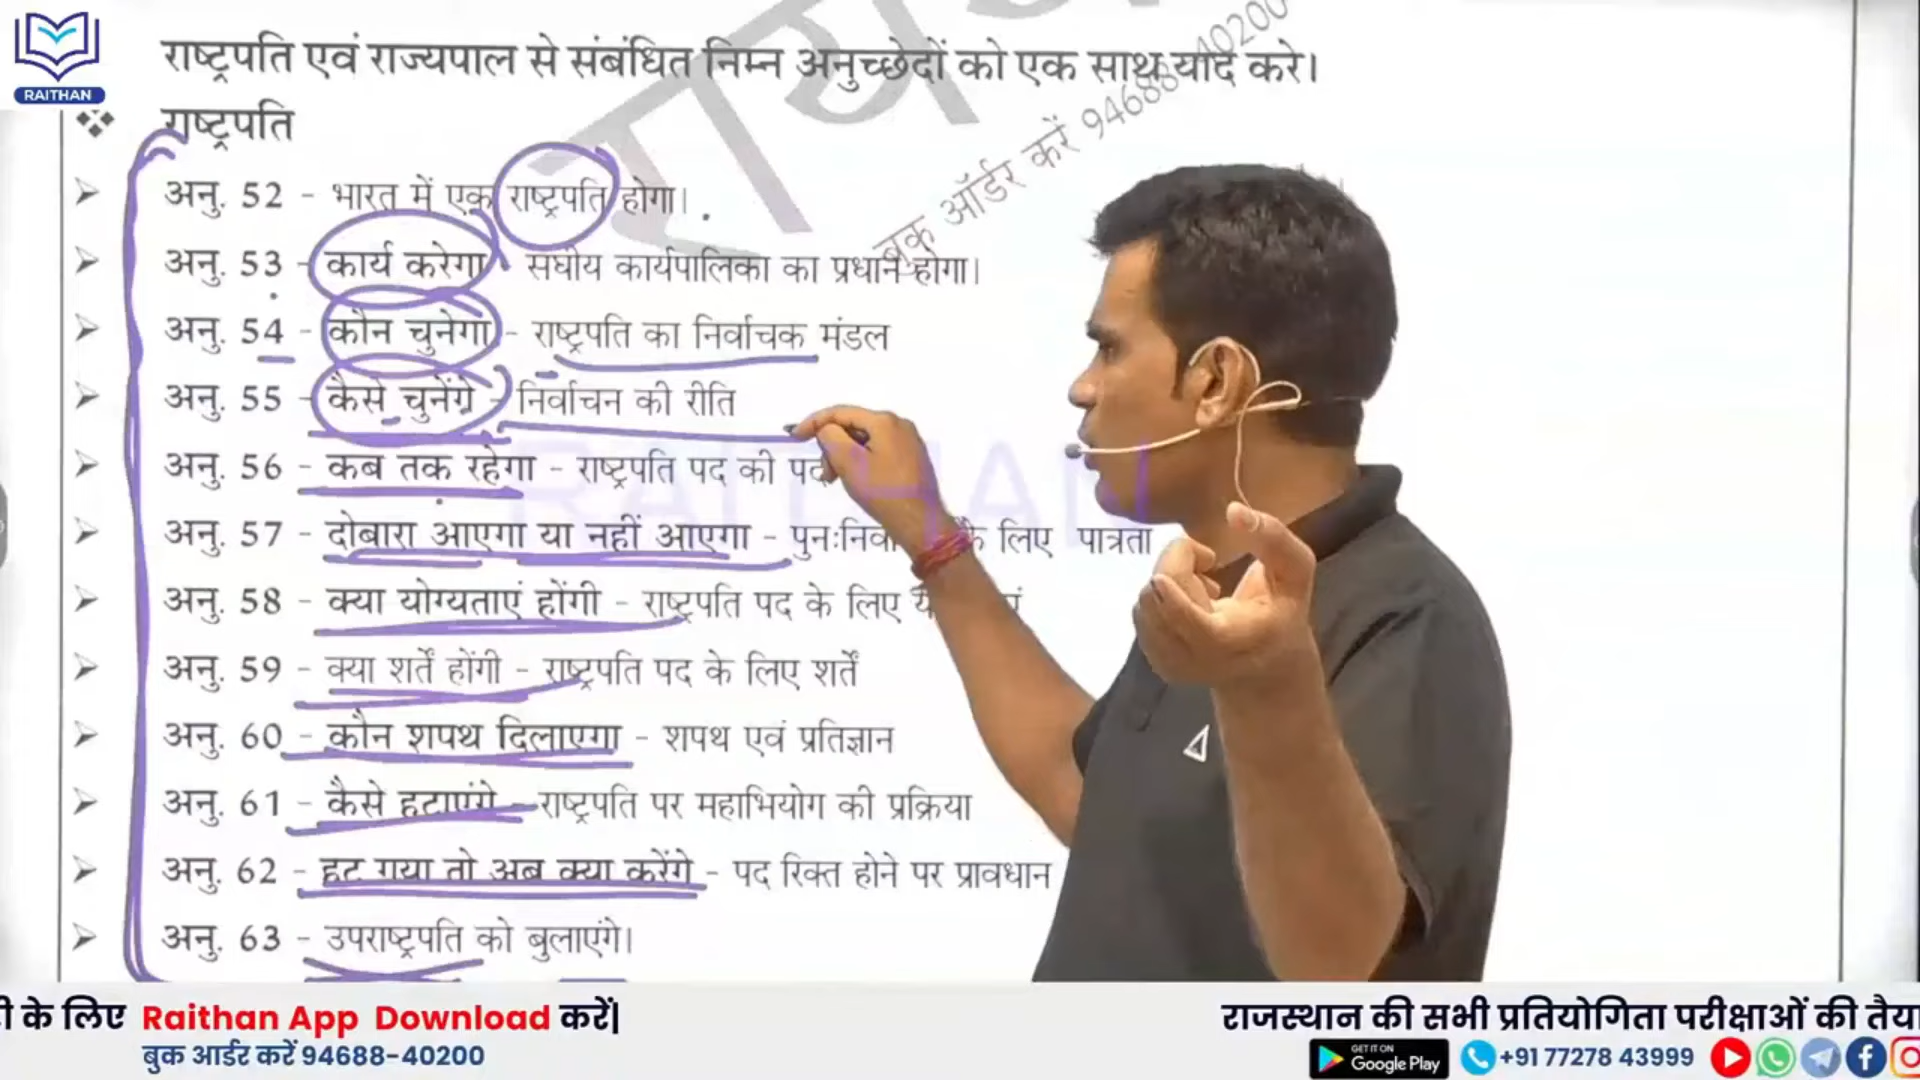 RAITHAN
राष्ट्रपति एवं राज्यपाल से संबंधित निम्न अनुच्छेदों को एक साथ याद करे।
राष्ट्रपति
अनु. 52 - भारत में एक राष्ट्रपति होगा।
अनु. 53 - कार्य करेगा - संघीय कार्यपालिका का प्रधान होगा।
अनु. 54 - कौन चुनेगा - राष्ट्रपति का निर्वाचक मंडल
अनु. 55 - कैसे चुनेंगे - निर्वाचन की रीति
अनु. 56 - कब तक रहेगा - राष्ट्रपति पद की
अनु. 57 - दोबारा आएगा या नहीं आएगा - के लिए पात्रता
अनु. 58 - क्या योग्यताएं होंगी - राष्ट्रपति पद के लिए
अनु. 59 - क्या शर्तें होंगी - राष्ट्रपति पद के लिए शर्तें
अनु. 60 - कौन शपथ दिलाएगा - शपथ एवं प्रतिज्ञान
अनु. 61 - कैसे हटाएंगे - राष्ट्रपति पर महाभियोग की प्रक्रिया
अनु. 62 - हट गया तो अब क्या करेंगे - पद रिक्त होने पर प्रावधान
अनु. 63 - उपराष्ट्रपति को बुलाएंगे।
बुक ऑर्डर करें 94688-40200
RAITHAN
के लिए Raithan App Download करें|
बुक आर्डर करें 94688-40200
राजस्थान की सभी प्रतियोगिता परीक्षाओं की
GET IT ON Google Play
+91 77278 43999